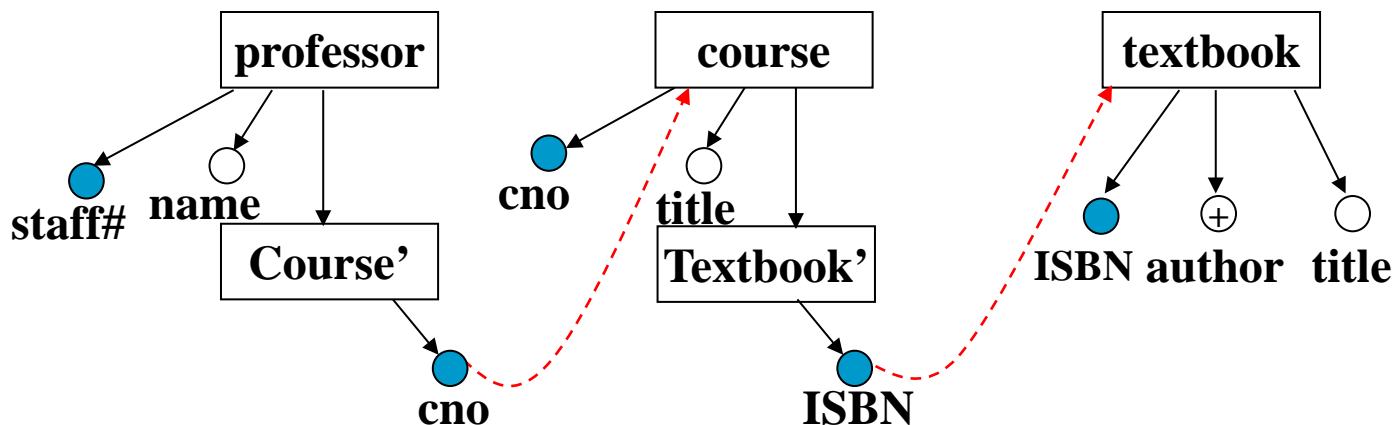 professor
course
textbook
staff#
name
cno
title
ISBN
+
author
title
Course’
Textbook’
cno
ISBN